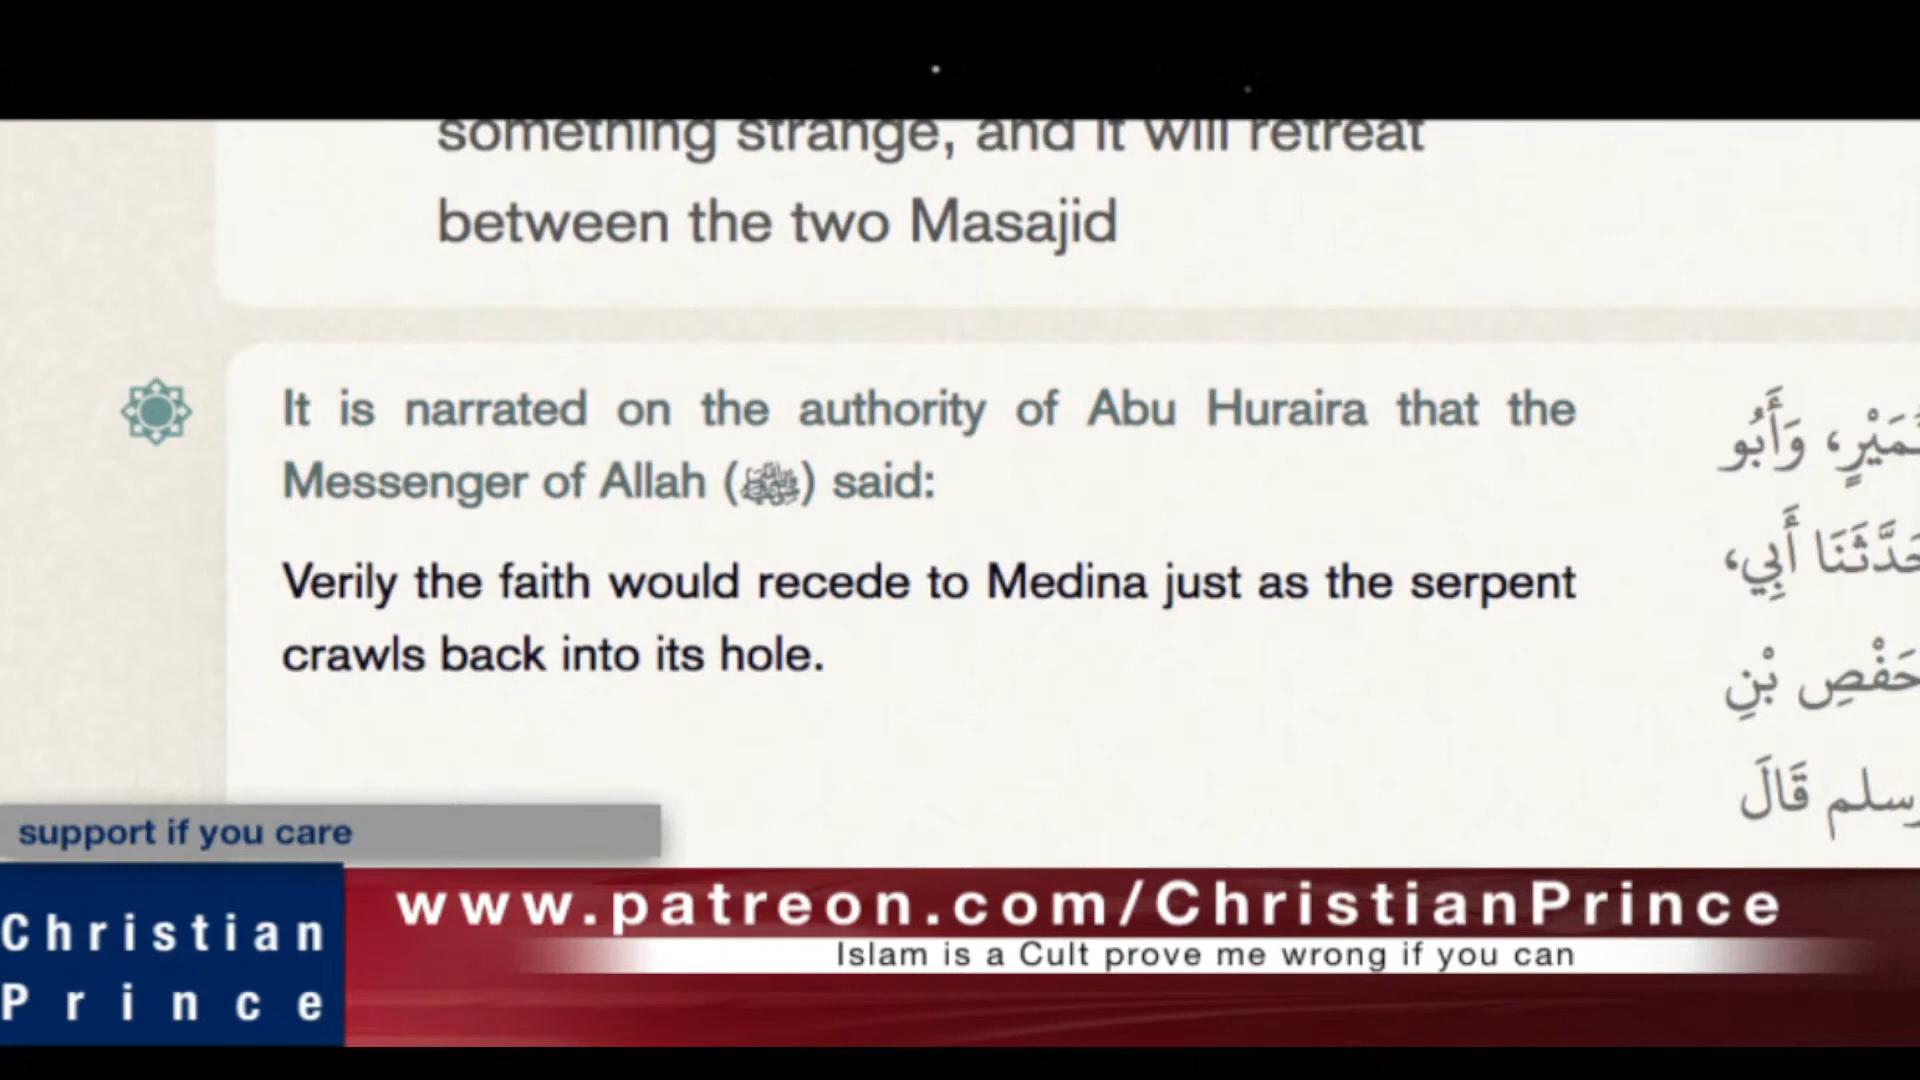 something strange, and it will retreat
between the two Masajid
It is narrated on the authority of Abu Huraira that the
Messenger of Allah (ﷺ) said:
Verily the faith would recede to Medina just as the serpent
crawls back into its hole.
وَأَبُو
أَبِي،
حَفْصِ بْنِ
قَالَ
support if you care
Christian
Prince
www.patreon.com/ChristianPrince
Islam is a Cult prove me wrong if you can